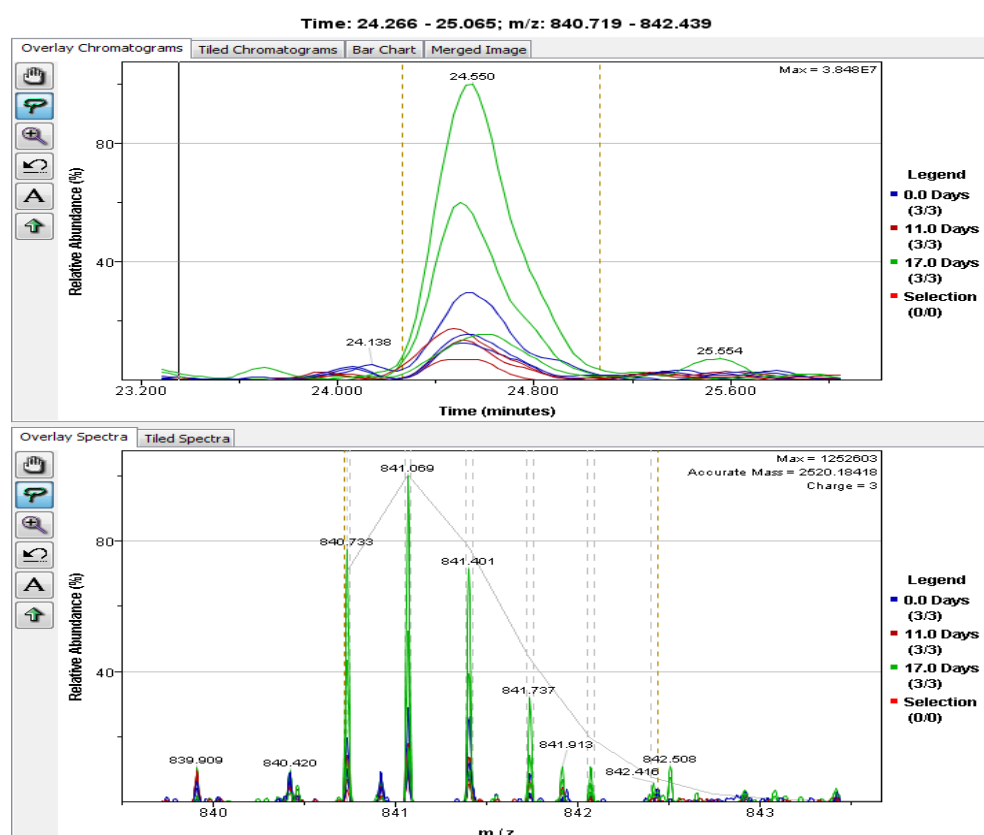 Time: 24.266 - 25.065; m/z: 840.719 - 842.439
Overlay Chromatograms Tiled Chromatograms Bar Chart Merged Image
Max = 3.848E7
24.550
80
Relative Abundance (%)
40
24.138
25.554
23.200 24.000 24.800 25.600
Time (minutes)
Legend
0.0 Days
(3/3)
11.0 Days
(3/3)
17.0 Days
(3/3)
Selection
(0/0)
A
Overlay Spectra Tiled Spectra
Max = 1252603
Accurate Mass = 2520.18418
Charge = 3
841.069
80
840.733
841.401
Relative Abundance (%)
40
841.737
839.909
840.420
841.913
842.416
842.508
840 841 842 843
m/z
Legend
0.0 Days
(3/3)
11.0 Days
(3/3)
17.0 Days
(3/3)
Selection
(0/0)
A